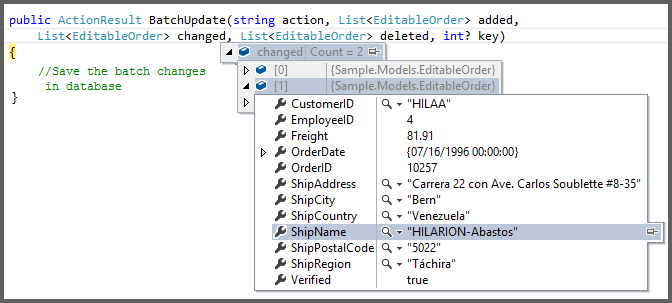 public ActionResult BatchUpdate(string action, List<EditableOrder> added,
List<EditableOrder> changed, List<EditableOrder> deleted, int? key)
{
changed Count = 2
//Save the batch changes
[0] {Sample.Models.EditableOrder}
in database
[1] {Sample.Models.EditableOrder}
}
CustomerID "HILAA"
EmployeeID 4
Freight 81.91
OrderDate {07/16/1996 00:00:00}
OrderID 10257
ShipAddress "Carrera 22 con Ave. Carlos Soublette #8-35"
ShipCity "Bern"
ShipCountry "Venezuela"
ShipName "HILARION-Abastos"
ShipPostalCode "5022"
ShipRegion "Táchira"
Verified true